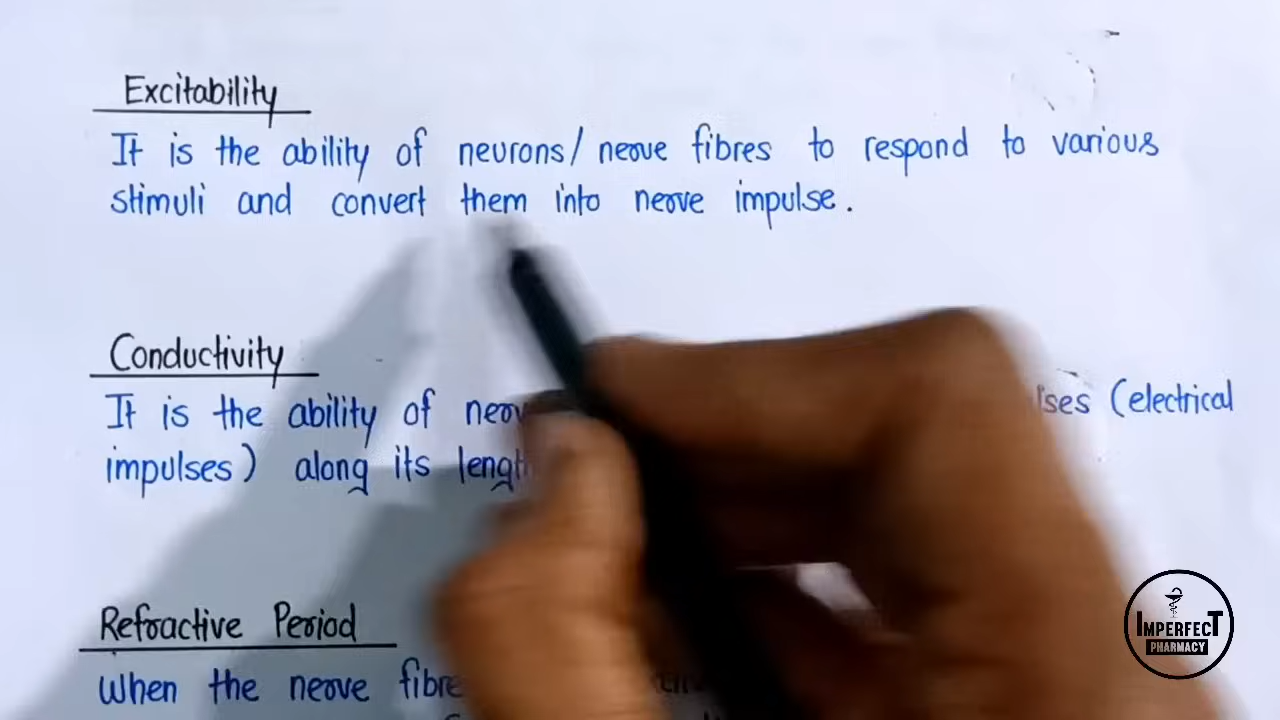 Excitability
It is the ability of neurons/ nerve fibres to respond to various
stimuli and convert them into nerve impulse.
Conductivity
It is the ability of (electrical
impulses) along its
Refractive Period
When the nerve
IMPERFECT
PHARMACY